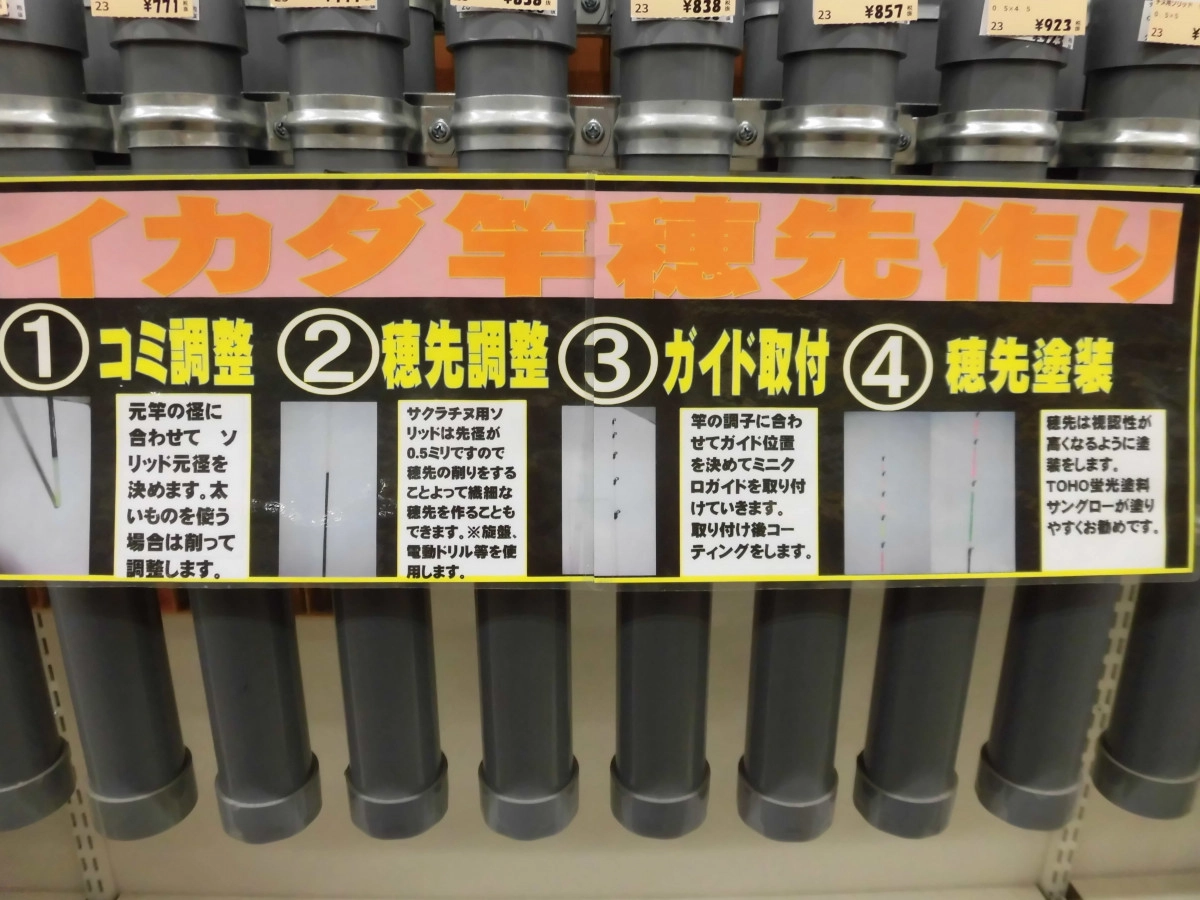 23 ¥771
23
23
23 ¥838
23 ¥857
23 ¥923
23
イカダ竿穂先作り
① コミ調整
元竿の径に
合わせて ソ
リッド元径を
決めます。太
いものを使う
場合は削って
調整します。
② 穂先調整
サクラチヌ用ソ
リッドは先径が
0.5ミリですので
穂先の削りをする
ことよって繊細な
穂先を作ることも
できます。※旋盤、
電動ドリル等を使
用します。
③ ガイド取付
竿の調子に合わ
せてガイド位置
を決めてミニク
ロガイドを取り付
けていきます。
取り付け後コー
ティングをします。
④ 穂先塗装
穂先は視認性が
高くなるように塗
装をします。
TOHO蛍光塗料
サングローが塗り
やすくお勧めです。